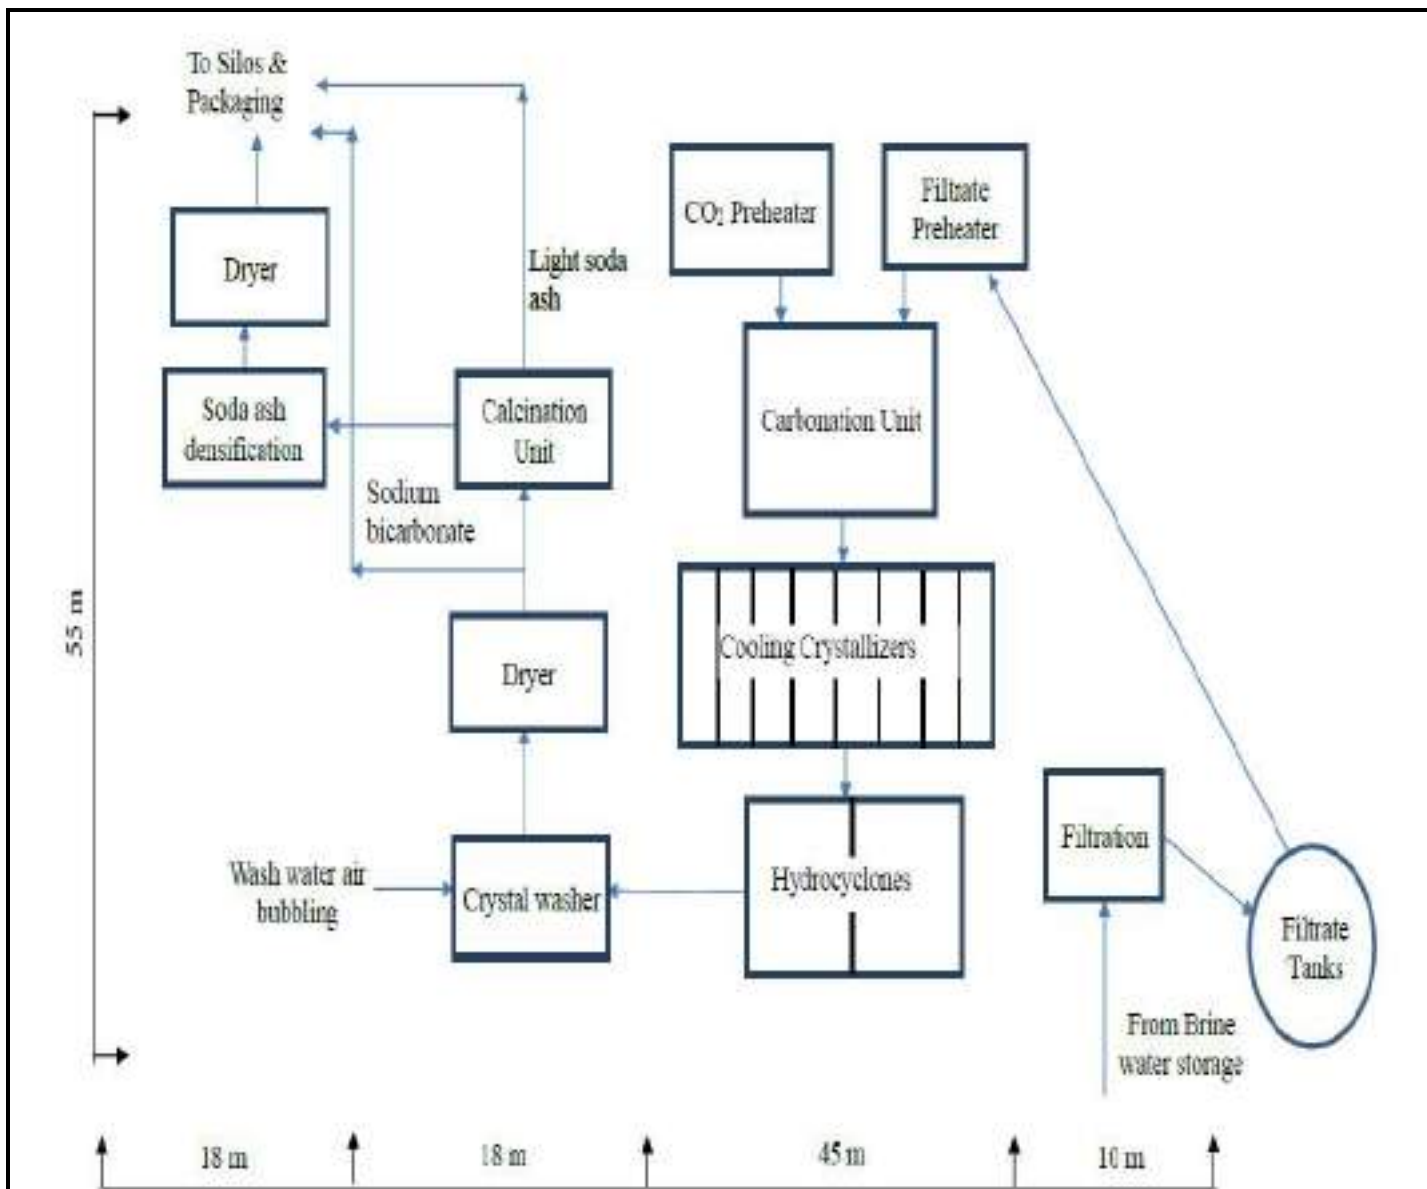 To Silos &
Packaging
CO₂ Preheater
Filtrate
Preheater
Dryer
Light soda
ash
Soda ash
densification
Calcination
Unit
Carbonation Unit
Sodium
bicarbonate
55 m
Cooling Crystallizers
Dryer
Filtration
Wash water air
bubbling
Crystal washer
Hydrocyclones
Filtrate
Tanks
From Brine
water storage
18 m
18 m
45 m
10 m